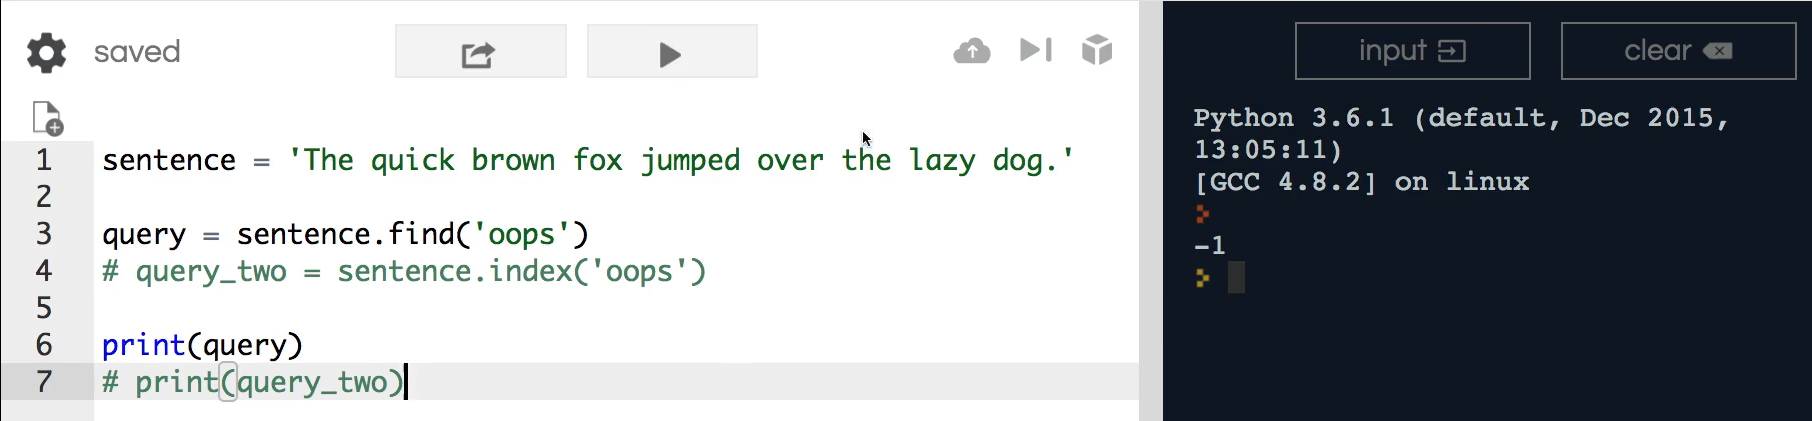 saved
input
clear
1 sentence = 'The quick brown fox jumped over the lazy dog.'
2
3 query = sentence.find('oops')
4 # query_two = sentence.index('oops')
5
6 print(query)
7 # print(query_two)
Python 3.6.1 (default, Dec 2015,
13:05:11)
[GCC 4.8.2] on linux
-1